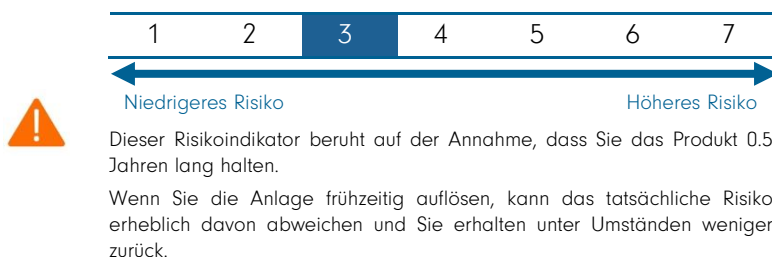 1 2 3 4 5 6 7
Niedrigeres Risiko Höheres Risiko
Dieser Risikoindikator beruht auf der Annahme, dass Sie das Produkt 0.5
Jahren lang halten.
Wenn Sie die Anlage frühzeitig auflösen, kann das tatsächliche Risiko
erheblich davon abweichen und Sie erhalten unter Umständen weniger
zurück.